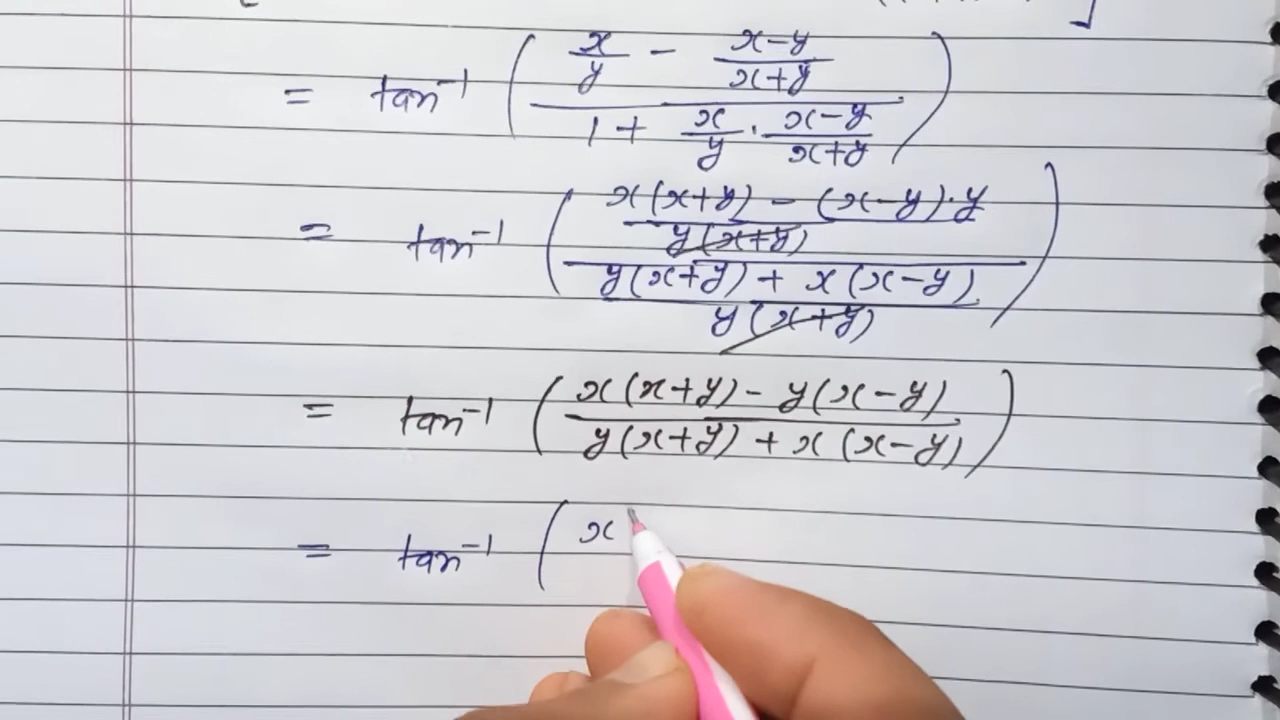 ]
= tan⁻¹ ( (x/y − (x−y)/(x+y)) / (1 + x/y · (x−y)/(x+y)) )
= tan⁻¹ ( ((x(x+y) − (x−y)·y) / (y(x+y))) / ((y(x+y) + x(x−y)) / (y(x+y))) )
= tan⁻¹ ( (x(x+y) − y(x−y)) / (y(x+y) + x(x−y)) )
= tan⁻¹ ( x